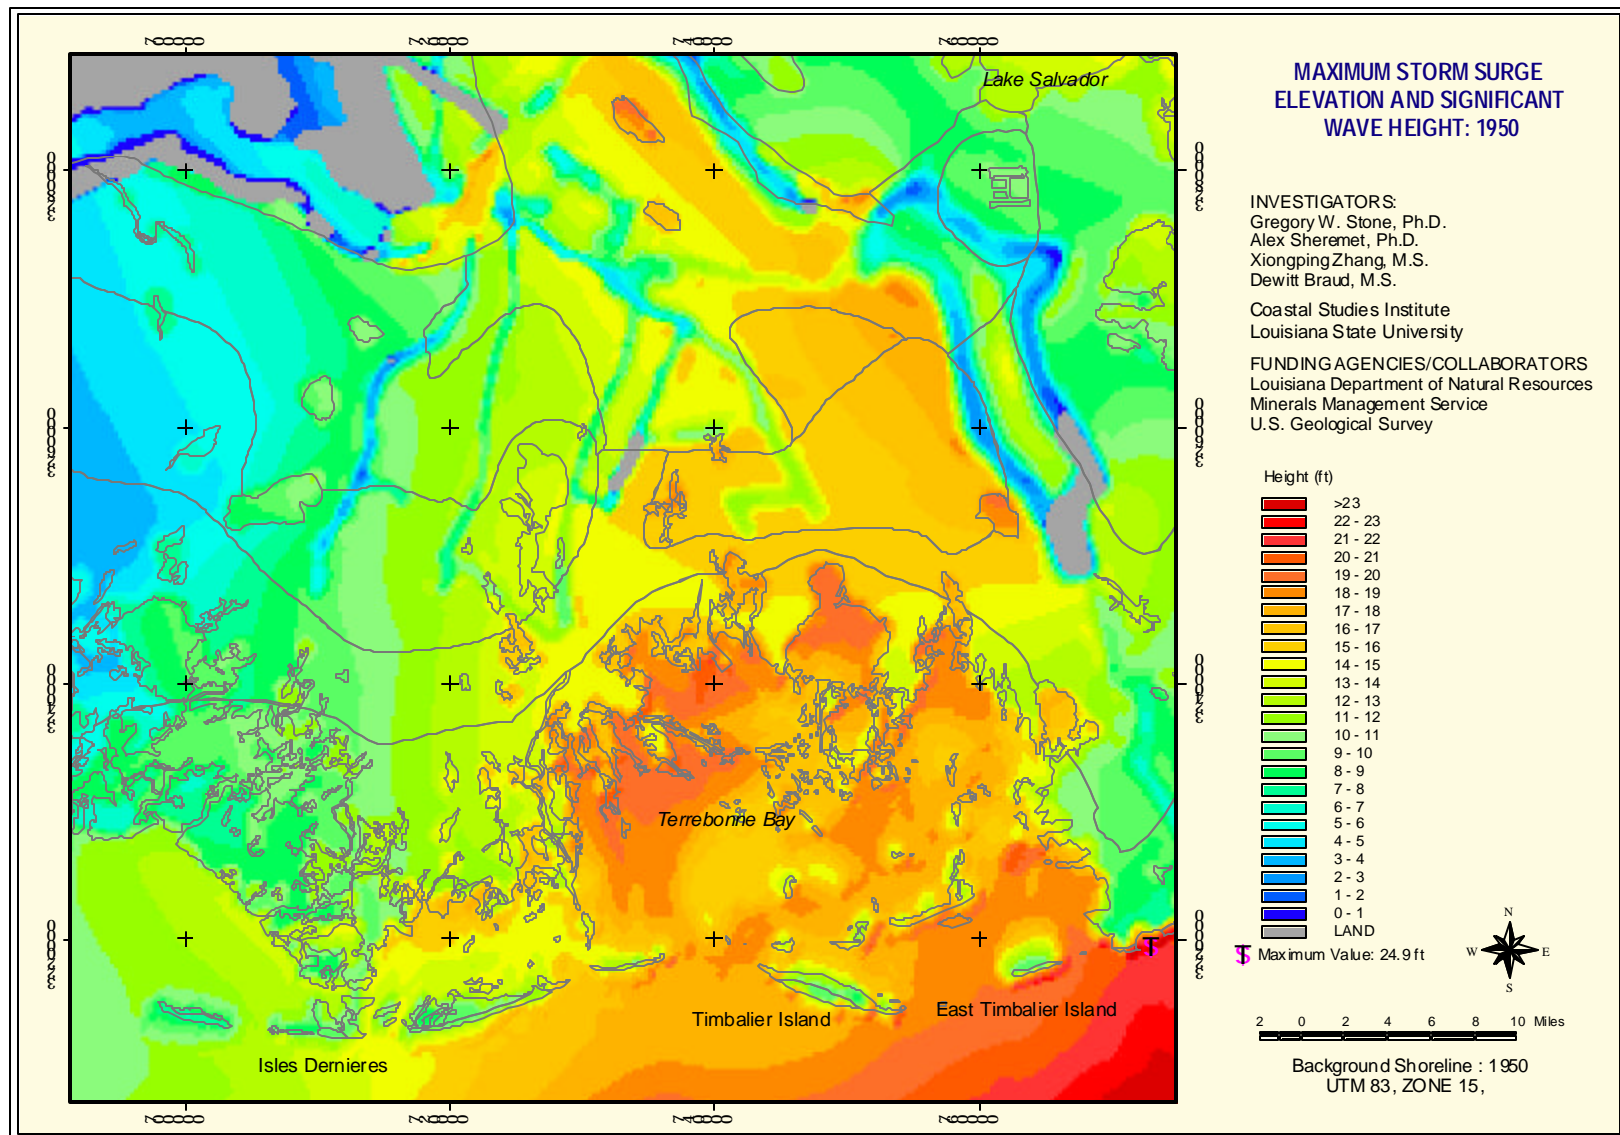 MAXIMUM STORM SURGE
ELEVATION AND SIGNIFICANT
WAVE HEIGHT: 1950
INVESTIGATORS:
Gregory W. Stone, Ph.D.
Alex Sheremet, Ph.D.
Xiongping Zhang, M.S.
Dewitt Braud, M.S.
Coastal Studies Institute
Louisiana State University
FUNDING AGENCIES/COLLABORATORS
Louisiana Department of Natural Resources
Minerals Management Service
U.S. Geological Survey
Height (ft)
>23
22 - 23
21 - 22
20 - 21
19 - 20
18 - 19
17 - 18
16 - 17
15 - 16
14 - 15
13 - 14
12 - 13
11 - 12
10 - 11
9 - 10
8 - 9
7 - 8
6 - 7
5 - 6
4 - 5
3 - 4
2 - 3
1 - 2
0 - 1
LAND
Maximum Value: 24.9 ft
N
W E
S
2 0 2 4 6 8 10 Miles
Background Shoreline : 1950
UTM 83, ZONE 15,
Lake Salvador
Terrebonne Bay
Timbalier Island
East Timbalier Island
Isles Dernieres